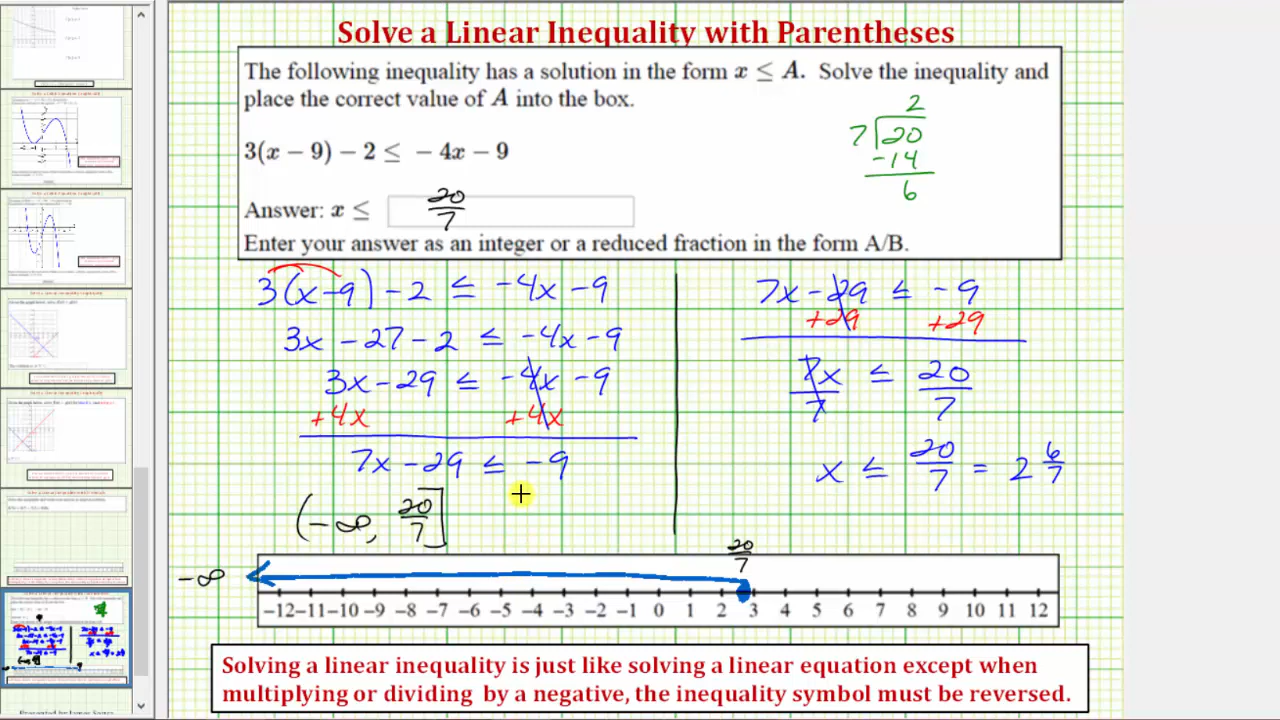 Solve a Linear Inequality with Parentheses
The following inequality has a solution in the form x ≤ A. Solve the inequality and
place the correct value of A into the box.
3(x − 9) − 2 ≤ − 4x − 9
Answer: x ≤ 20/7
Enter your answer as an integer or a reduced fraction in the form A/B.
2
7 20
-14
6
3(x-9)-2 ≤ -4x-9
3x -27-2 ≤ -4x-9
3x-29 ≤ -4x-9
+4x +4x
7x-29 ≤ -9
(-∞, 20/7]
7x-29 ≤ -9
+29 +29
7x/7 ≤ 20/7
x ≤ 20/7 = 2 6/7
20/7
-∞
−12 −11 −10 −9 −8 −7 −6 −5 −4 −3 −2 −1 0 1 2 3 4 5 6 7 8 9 10 11 12
Solving a linear inequality is just like solving a linear equation except when
multiplying or dividing by a negative, the inequality symbol must be reversed.